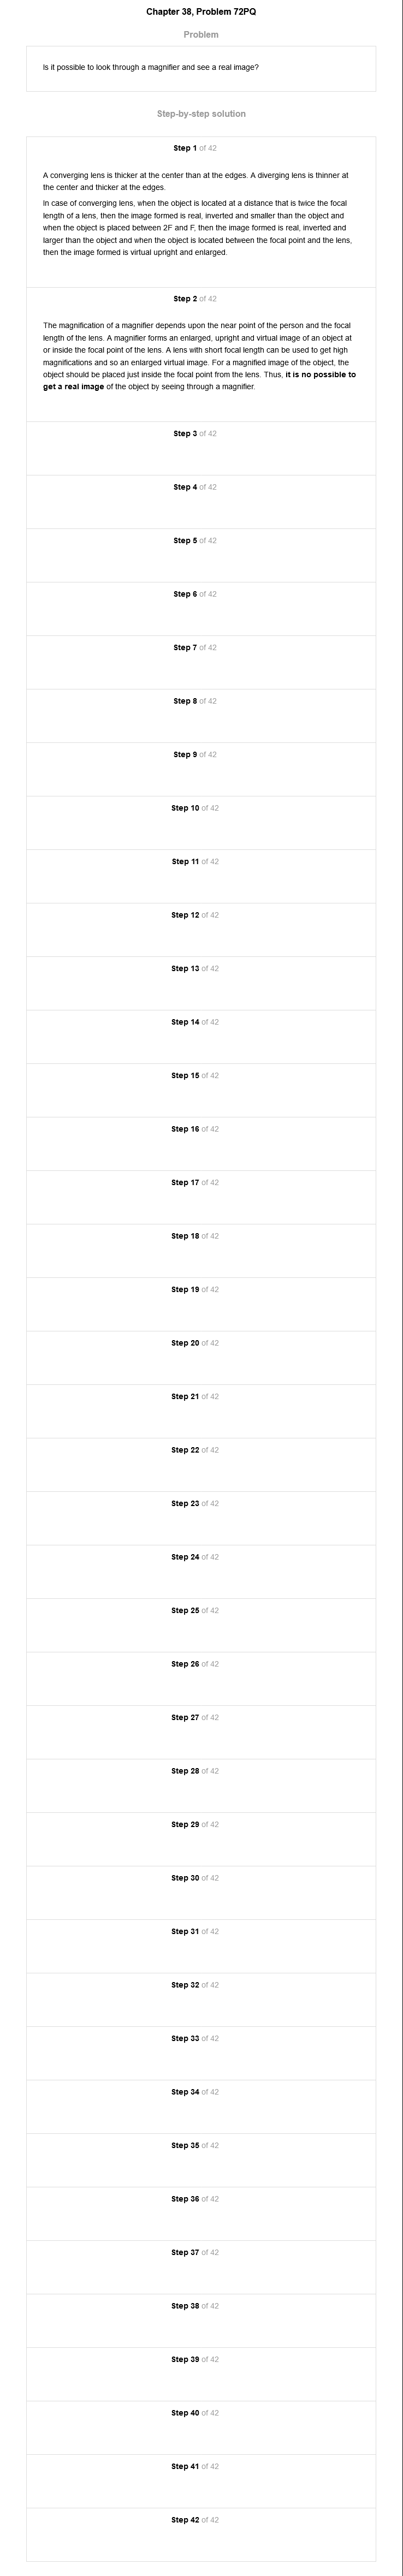 Chapter 38, Problem 72PQ
Problem
Is it possible to look through a magnifier and see a real image?
Step-by-step solution
Step 1 of 42
A converging lens is thicker at the center than at the edges. A diverging lens is thinner at
the center and thicker at the edges.
In case of converging lens, when the object is located at a distance that is twice the focal
length of a lens, then the image formed is real, inverted and smaller than the object and
when the object is placed between 2F and F, then the image formed is real, inverted and
larger than the object and when the object is located between the focal point and the lens,
then the image formed is virtual upright and enlarged.
Step 2 of 42
The magnification of a magnifier depends upon the near point of the person and the focal
length of the lens. A magnifier forms an enlarged, upright and virtual image of an object at
or inside the focal point of the lens. A lens with short focal length can be used to get high
magnifications and so an enlarged virtual image. For a magnified image of the object, the
object should be placed just inside the focal point from the lens. Thus, it is no possible to
get a real image of the object by seeing through a magnifier.
Step 3 of 42
Step 4 of 42
Step 5 of 42
Step 6 of 42
Step 7 of 42
Step 8 of 42
Step 9 of 42
Step 10 of 42
Step 11 of 42
Step 12 of 42
Step 13 of 42
Step 14 of 42
Step 15 of 42
Step 16 of 42
Step 17 of 42
Step 18 of 42
Step 19 of 42
Step 20 of 42
Step 21 of 42
Step 22 of 42
Step 23 of 42
Step 24 of 42
Step 25 of 42
Step 26 of 42
Step 27 of 42
Step 28 of 42
Step 29 of 42
Step 30 of 42
Step 31 of 42
Step 32 of 42
Step 33 of 42
Step 34 of 42
Step 35 of 42
Step 36 of 42
Step 37 of 42
Step 38 of 42
Step 39 of 42
Step 40 of 42
Step 41 of 42
Step 42 of 42